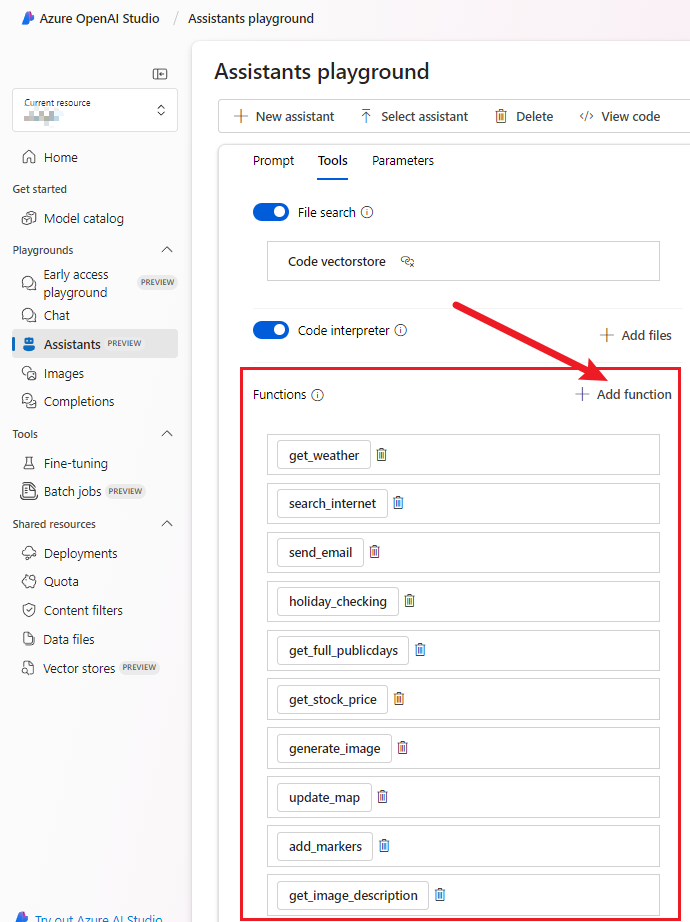 Azure OpenAI Studio / Assistants playground
Current resource
Home
Get started
Model catalog
Playgrounds
Early access playground PREVIEW
Chat
Assistants PREVIEW
Images
Completions
Tools
Fine-tuning
Batch jobs PREVIEW
Shared resources
Deployments
Quota
Content filters
Data files
Vector stores PREVIEW
Try out Azure AI Studio
Assistants playground
New assistant Select assistant Delete View code
Prompt Tools Parameters
File search
Code vectorstore
Code interpreter Add files
Functions Add function
get_weather
search_internet
send_email
holiday_checking
get_full_publicdays
get_stock_price
generate_image
update_map
add_markers
get_image_description